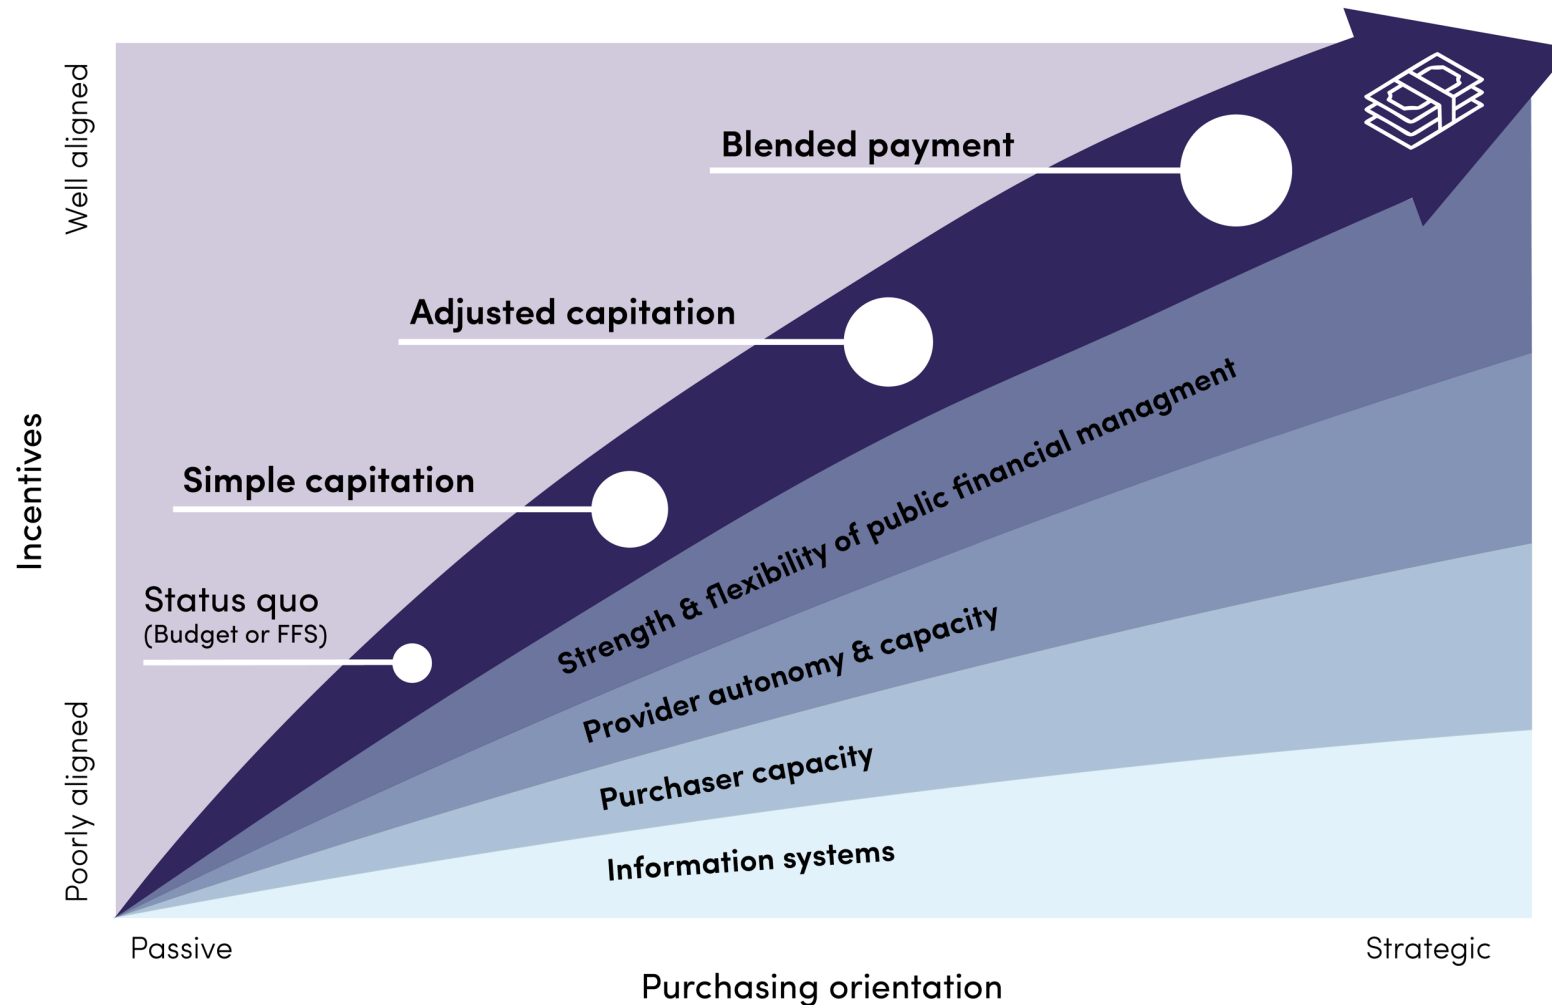 Well aligned
Incentives
Poorly aligned
Blended payment
Adjusted capitation
Simple capitation
Status quo
(Budget or FFS)
Strength & flexibility of public financial managment
Provider autonomy & capacity
Purchaser capacity
Information systems
Passive
Strategic
Purchasing orientation